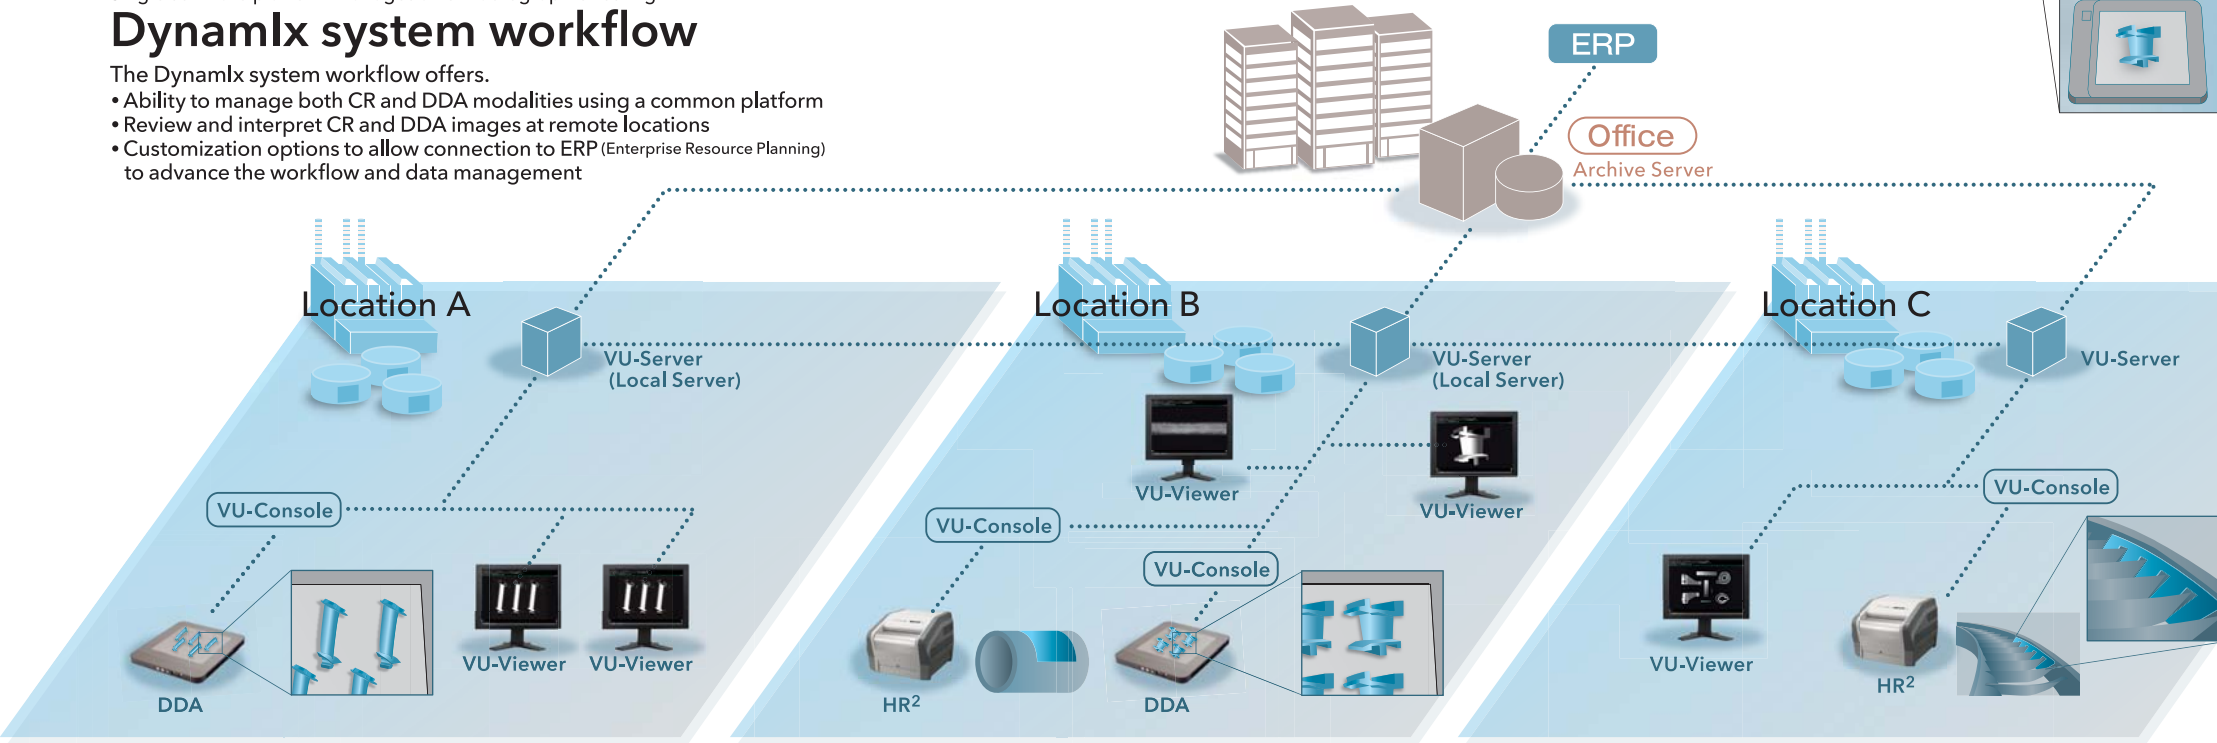 DynamIx system workflow
The DynamIx system workflow offers.
• Ability to manage both CR and DDA modalities using a common platform
• Review and interpret CR and DDA images at remote locations
• Customization options to allow connection to ERP (Enterprise Resource Planning)
to advance the workflow and data management
ERP
Office
Archive Server
Location A
VU-Server
(Local Server)
VU-Console
DDA
VU-Viewer
VU-Viewer
Location B
VU-Server
(Local Server)
VU-Viewer
VU-Viewer
VU-Console
VU-Console
HR²
DDA
Location C
VU-Server
VU-Console
VU-Viewer
HR²